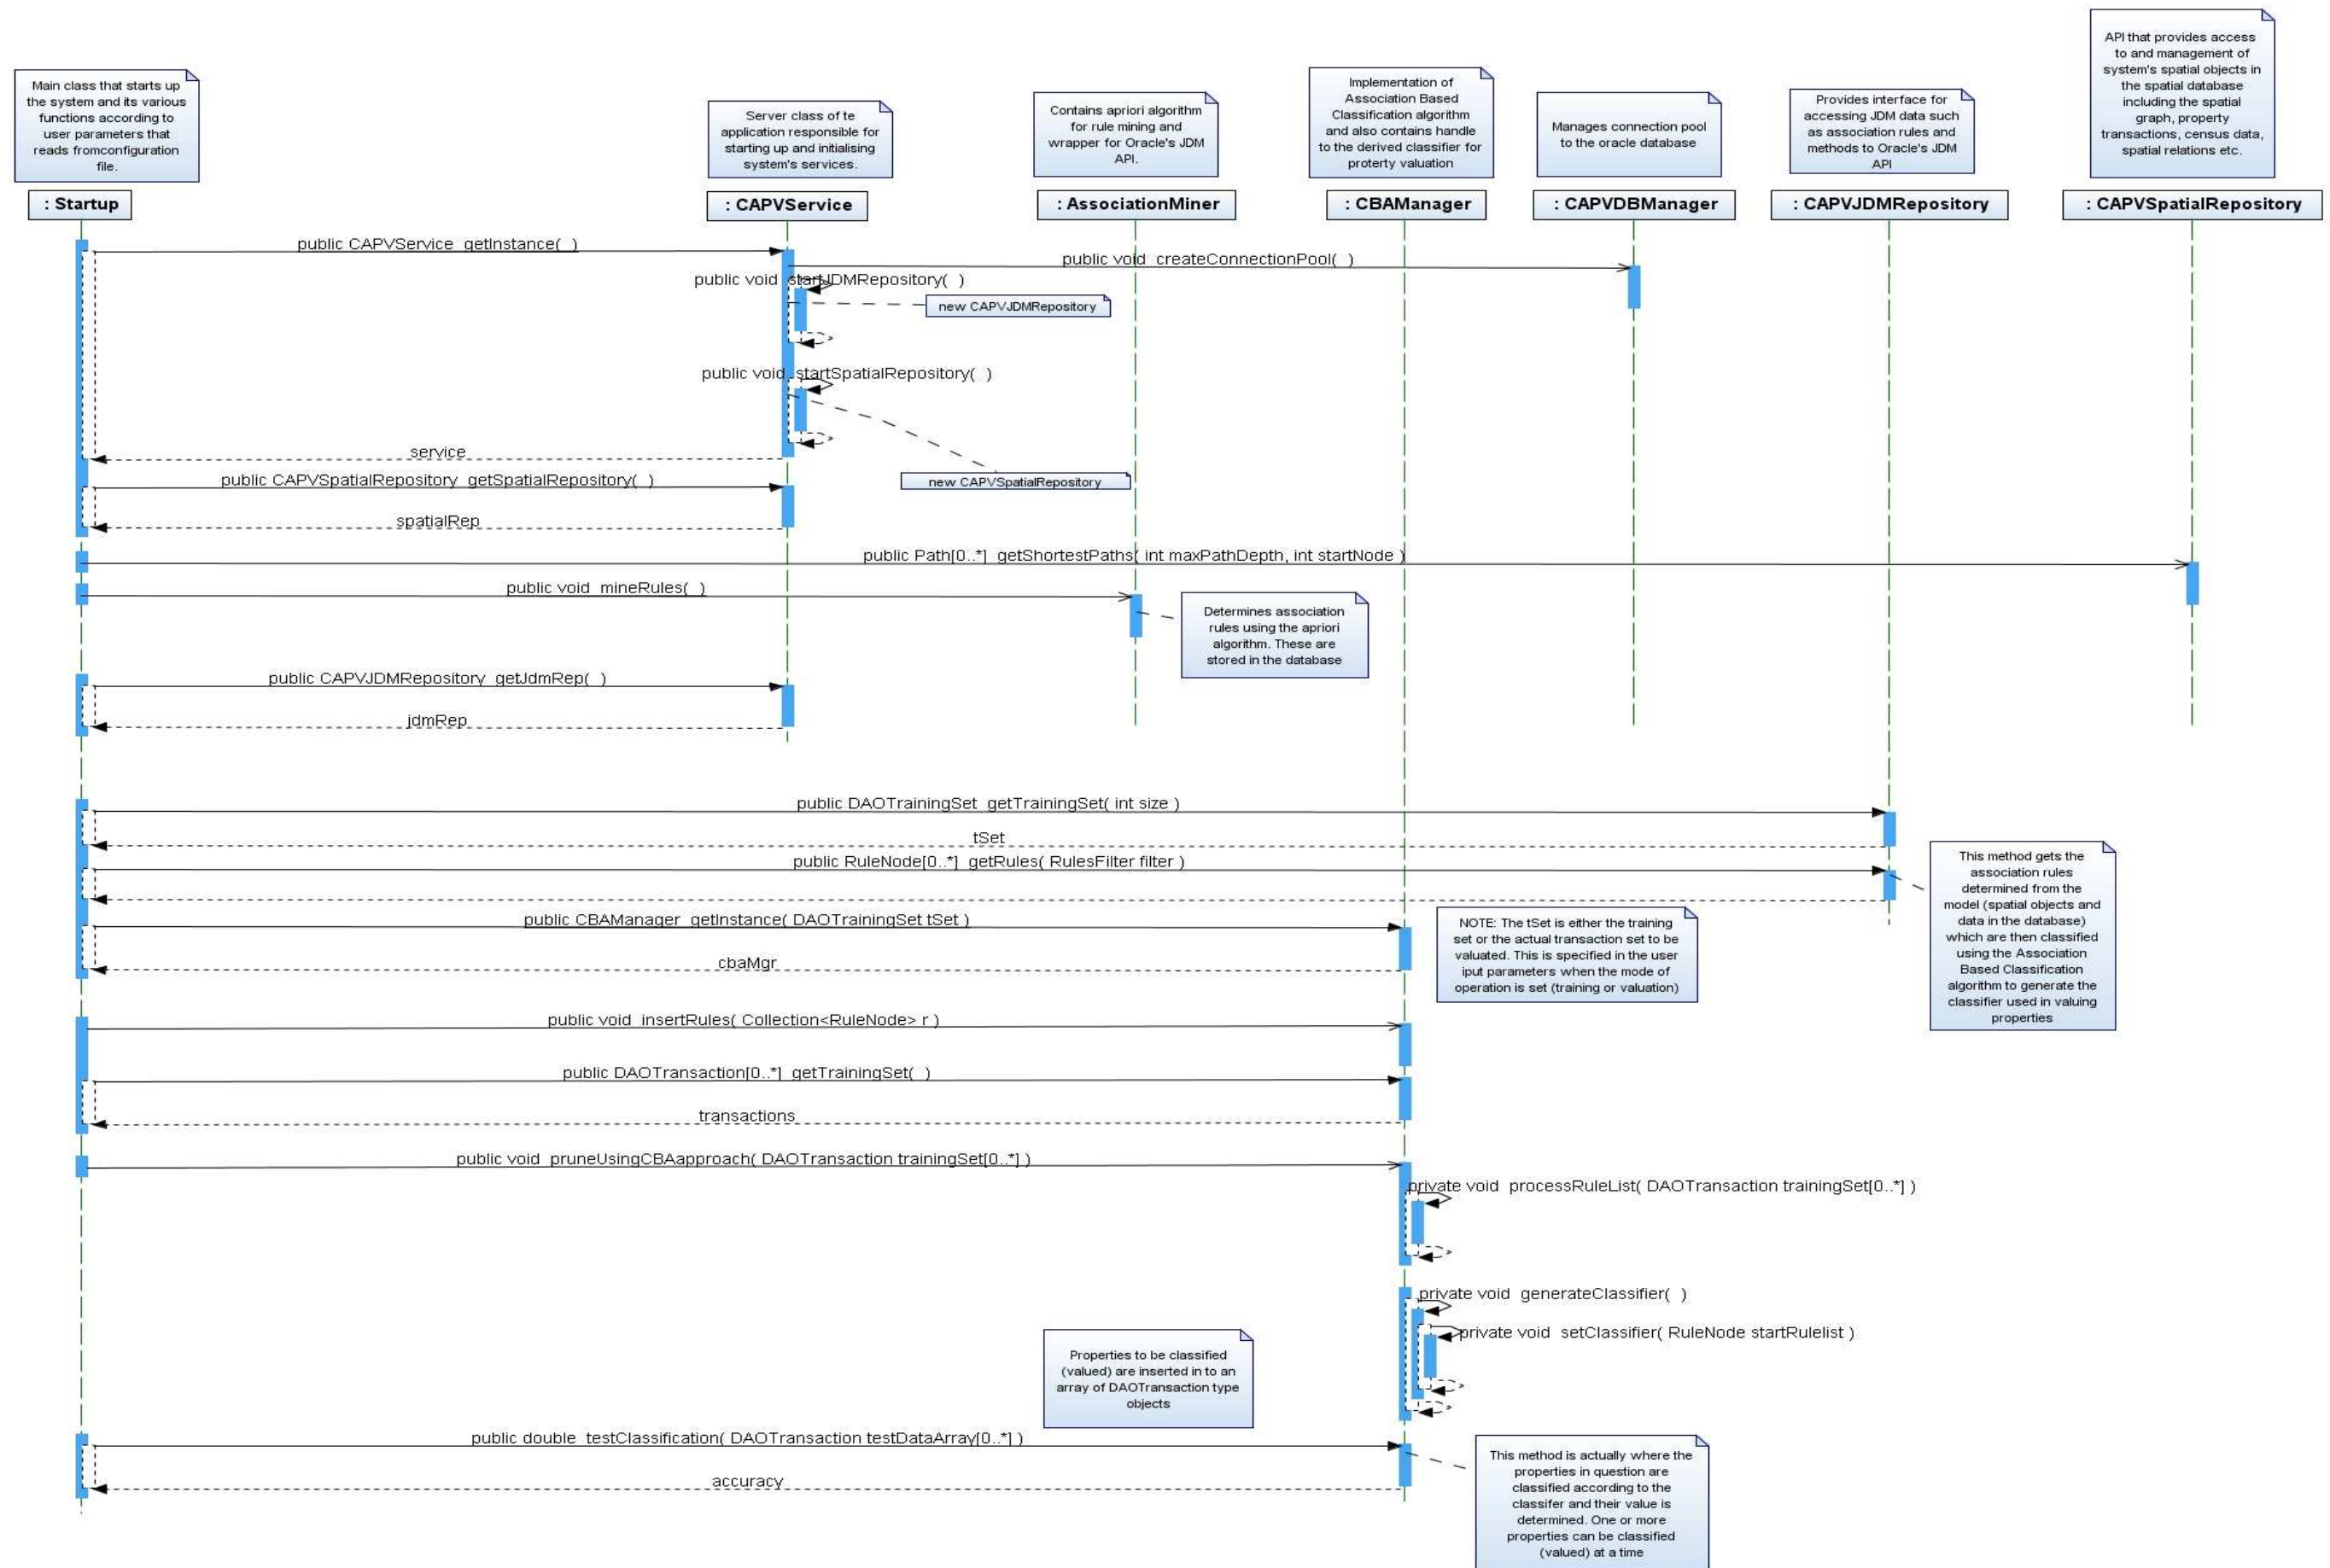 Main class that starts up
the system and its various
functions according to
user parameters that
reads fromconfiguration
file.
Server class of te
application responsible for
starting up and initialising
system's services.
Contains apriori algorithm
for rule mining and
wrapper for Oracle's JDM
API.
Implementation of
Association Based
Classification algorithm
and also contains handle
to the derived classifier for
proterty valuation
Manages connection pool
to the oracle database
Provides interface for
accessing JDM data such
as association rules and
methods to Oracle's JDM
API
API that provides access
to and management of
system's spatial objects in
the spatial database
including the spatial
graph, property
transactions, census data,
spatial relations etc.
: Startup
: CAPVService
: AssociationMiner
: CBAManager
: CAPVDBManager
: CAPVJDMRepository
: CAPVSpatialRepository
public CAPVService getInstance( )
public void createConnectionPool( )
public void startJDMRepository( )
new CAPVJDMRepository
public void startSpatialRepository( )
service
public CAPVSpatialRepository getSpatialRepository( )
new CAPVSpatialRepository
spatialRep
public Path[0..*] getShortestPaths( int maxPathDepth, int startNode )
public void mineRules( )
Determines association
rules using the apriori
algorithm. These are
stored in the database
public CAPVJDMRepository getJdmRep( )
jdmRep
public DAOTrainingSet getTrainingSet( int size )
tSet
public RuleNode[0..*] getRules( RulesFilter filter )
This method gets the
association rules
determined from the
model (spatial objects and
data in the database)
which are then classified
using the Association
Based Classification
algorithm to generate the
classifier used in valuing
properties
public CBAManager getInstance( DAOTrainingSet tSet )
NOTE: The tSet is either the training
set or the actual transaction set to be
valuated. This is specified in the user
iput parameters when the mode of
operation is set (training or valuation)
cbaMgr
public void insertRules( Collection<RuleNode> r )
public DAOTransaction[0..*] getTrainingSet( )
transactions
public void pruneUsingCBAapproach( DAOTransaction trainingSet[0..*] )
private void processRuleList( DAOTransaction trainingSet[0..*] )
private void generateClassifier( )
private void setClassifier( RuleNode startRulelist )
Properties to be classified
(valued) are inserted in to an
array of DAOTransaction type
objects
public double testClassification( DAOTransaction testDataArray[0..*] )
accuracy
This method is actually where the
properties in question are
classified according to the
classifer and their value is
determined. One or more
properties can be classified
(valued) at a time